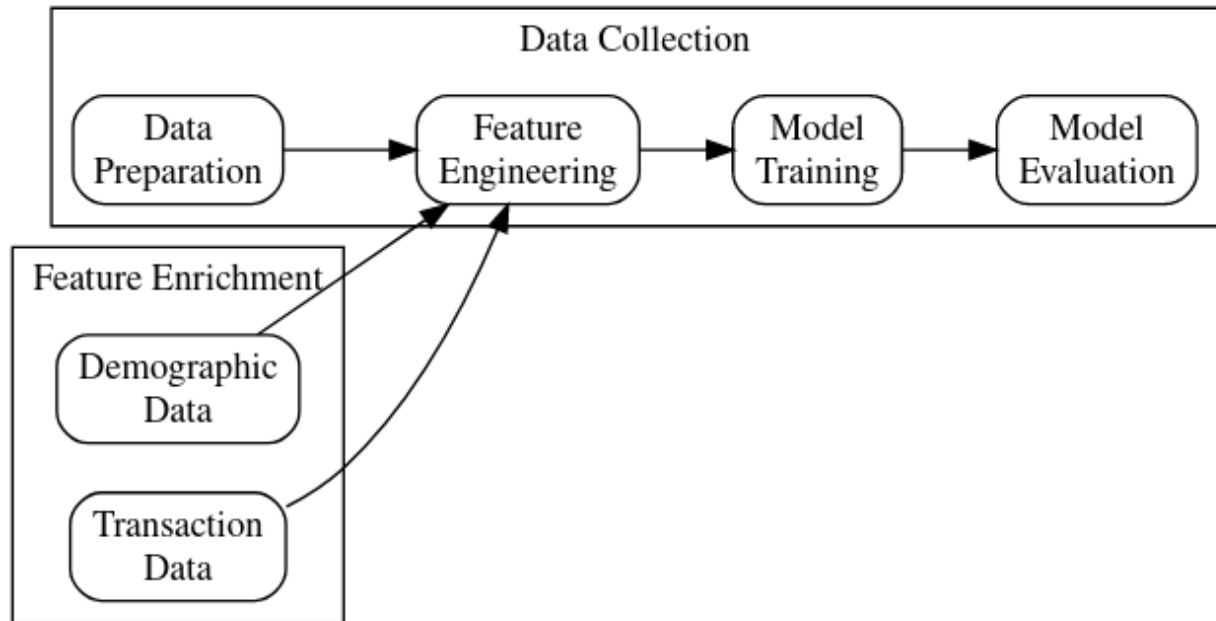 Data Collection
Data
Preparation
Feature
Engineering
Model
Training
Model
Evaluation
Feature Enrichment
Demographic
Data
Transaction
Data